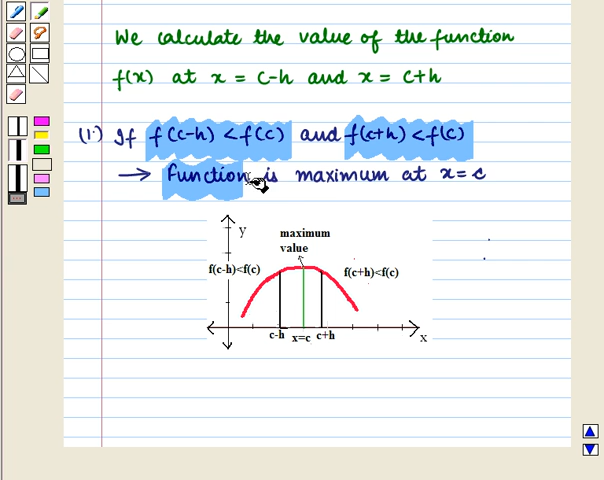 We calculate the value of the function
f(x) at x = c-h and x = c+h
(1.) If f(c-h) < f(c) and f(c+h) < f(c)
→ Function is maximum at x=c
y
maximum
value
f(c-h)<f(c) f(c+h)<f(c)
c-h x=c c+h x